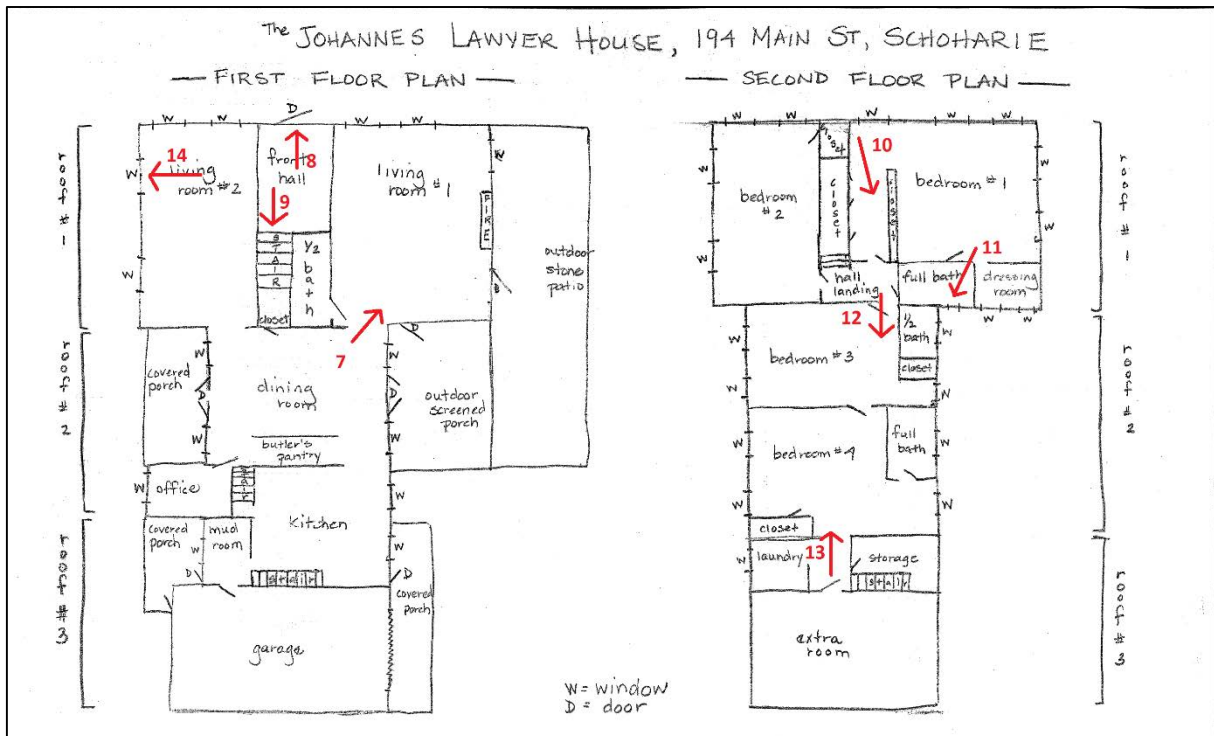 The JOHANNES LAWYER HOUSE, 194 MAIN ST, SCHOHARIE
— FIRST FLOOR PLAN —
D
W W W W
roof #1
14
W
living room #2
8
front hall
9
living room #1
W
FIRE
STAIR
1/2 bath
outdoor stone patio
W
D
closet
7
D
roof #2
covered porch
W
D
W
dining room
W
D
W
outdoor screened porch
butler's pantry
W
office
stair
W
kitchen
roof #3
covered porch
W
mud room
D
W
D
stair
covered porch
garage
W = window
D = door
— SECOND FLOOR PLAN —
W W W W
closet
10
W
bedroom #2
closet
closet
bedroom #1
W
roof #1
W
W
11
hall landing
full bath
dressing room
W W
12
W
bedroom #3
1/2 bath
W
closet
W
W
roof #2
W
bedroom #4
full bath
W
W
W
closet
13
W
laundry
storage
stair
roof #3
extra room